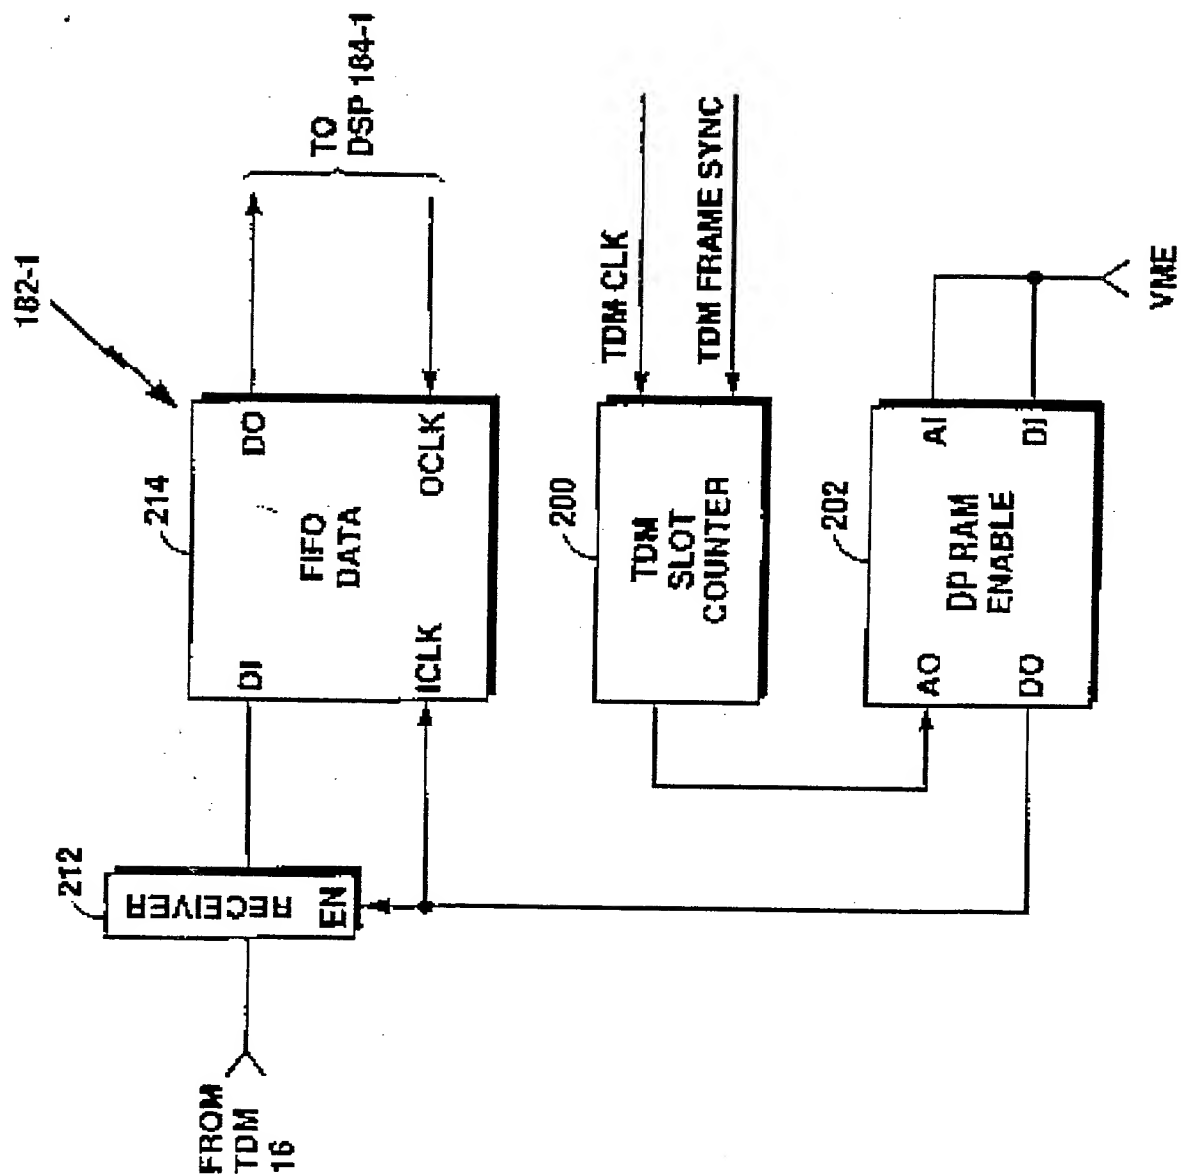 182-1
214
DI
DO
FIFO
DATA
ICLK
OCLK
TO
DSP 184-1
212
RECEIVER
EN
FROM
TDM
16
200
TDM
SLOT
COUNTER
TDM CLK
TDM FRAME SYNC
202
AO
AI
DP RAM
ENABLE
DO
DI
VME